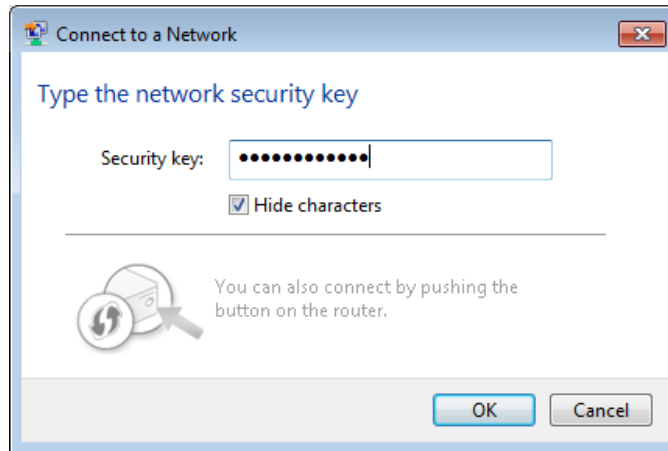 Connect to a Network
Type the network security key
Security key: ••••••••••••
Hide characters
You can also connect by pushing the
button on the router.
OK Cancel